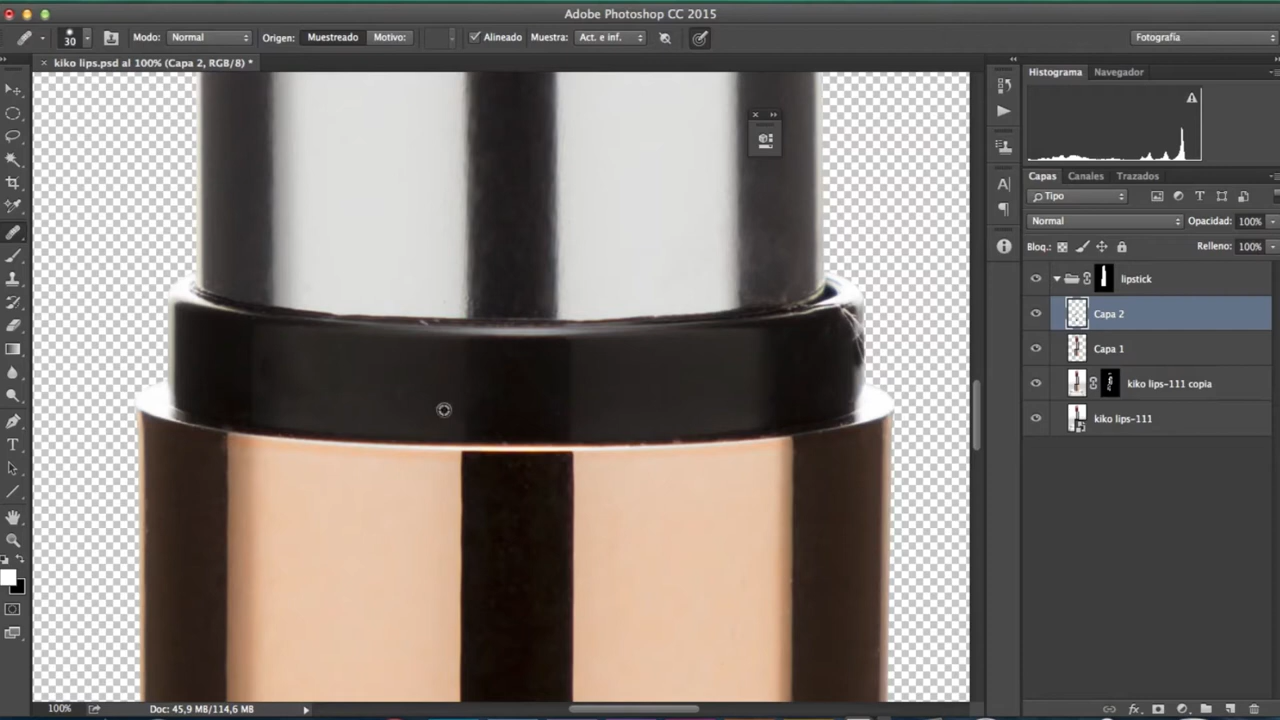 Adobe Photoshop CC 2015
30
Modo: Normal
Origen: Muestreado Motivo:
Alineado
Muestra: Act. e inf.
Fotografía
kiko lips.psd al 100% (Capa 2, RGB/8) *
Histograma Navegador
Capas Canales Trazados
Tipo
Normal Opacidad: 100%
Bloq.: Relleno: 100%
lipstick
Capa 2
Capa 1
kiko lips-111 copia
kiko lips-111
fx
100% Doc: 45,9 MB/114,6 MB